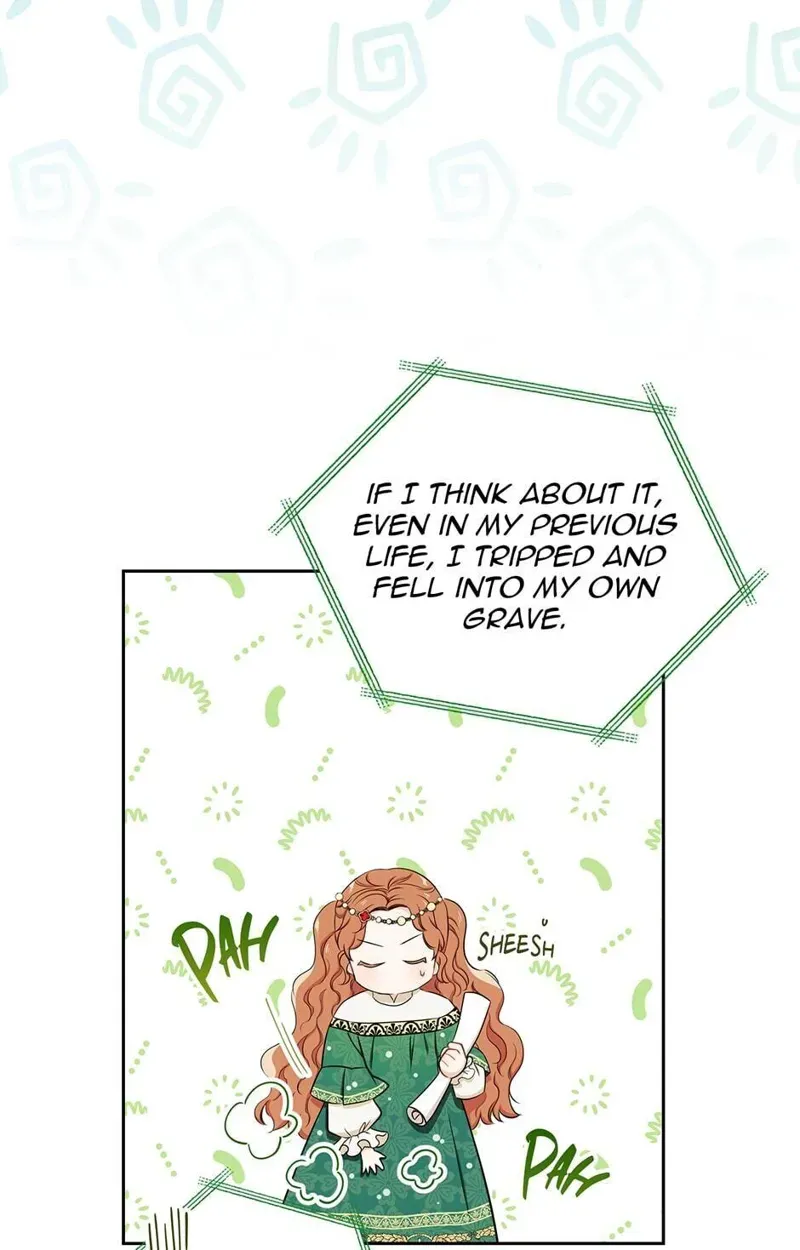 IF I THINK ABOUT IT,
EVEN IN MY PREVIOUS
LIFE, I TRIPPED AND
FELL INTO MY OWN
GRAVE.
PAH
SHEESH
PAH